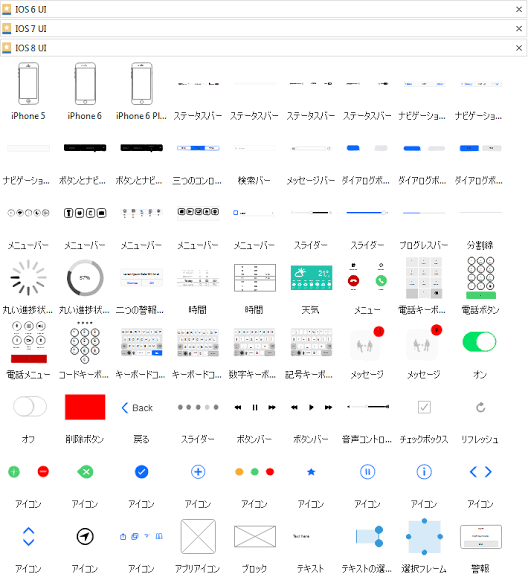 IOS 6 UI
IOS 7 UI
IOS 8 UI
iPhone 5 iPhone 6 iPhone 6 Pl... ステータスバー ステータスバー ステータスバー ステータスバー ナビゲーショ... ナビゲーショ...
ナビゲーショ... ボタンとナビ... ボタンとナビ... 三つのコンロ... 検索バー メッセージバー ダイアログボ... ダイアログボ... ダイアログボ...
メニューバー メニューバー メニューバー メニューバー メニューバー スライダー スライダー プログレスバー 分割線
57%
丸い進捗状... 丸い進捗状... 二つの警報... 時間 時間 天気 メニュー 電話キーボ... 電話ボタン
電話メニュー コードキーボ... キーボードコ... キーボードコ... 数字キーボ... 記号キーボ... メッセージ メッセージ オン
Back
オフ 削除ボタン 戻る スライダー ボタンバー ボタンバー 音声コントロ... チェックボックス リフレッシュ
アイコン アイコン アイコン アイコン アイコン アイコン アイコン アイコン アイコン
Text here.
アイコン アイコン アイコン アプリアイコン ブロック テキスト テキストの選... 選択フレーム 警報